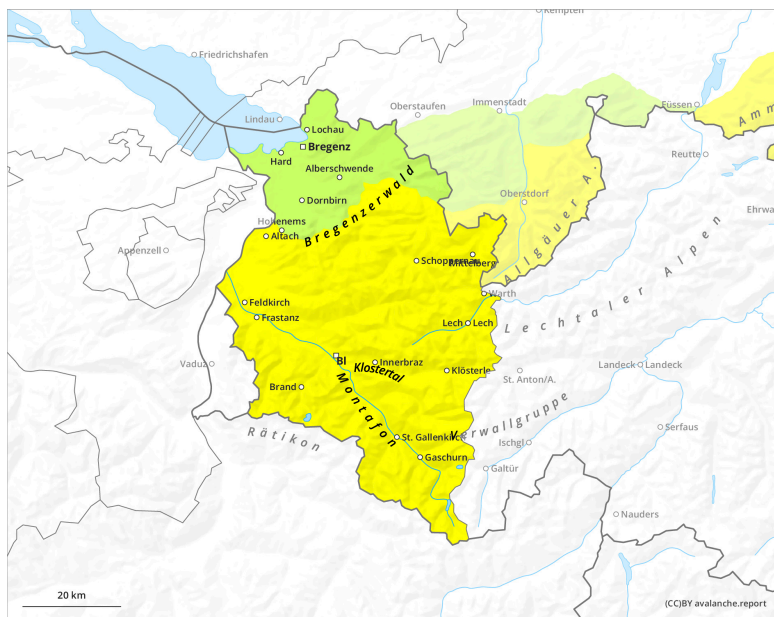 Kempten
Friedrichshafen
Lindau
Oberstaufen
Immenstadt
Füssen
Lochau
Bregenz
Hard
Alberschwende
Reutte
Dornbirn
Oberstdorf
Bregenzerwald
Allgäuer A.
Hohenems
Altach
Appenzell
Schoppernau
Mittelberg
Warth
Lechtaler Alpen
Feldkirch
Frastanz
Lech
Lech
Vaduz
Bl
Innerbraz
Klostertal
Klösterle
St. Anton/A.
Landeck
Landeck
Brand
Montafon
Verwallgruppe
Serfaus
Rätikon
St. Gallenkirch
Ischgl
Gaschurn
Galtür
Nauders
20 km
(CC)BY avalanche.report